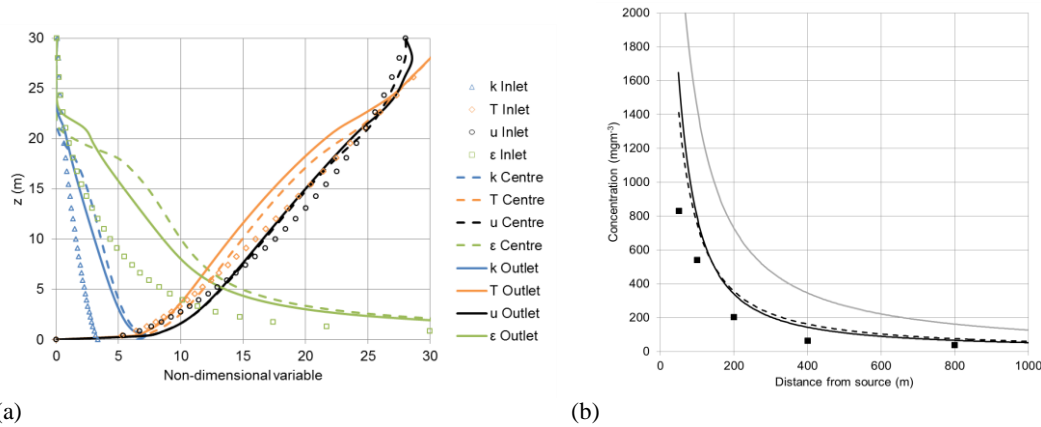 30
25
20
15
10
5
0
z (m)
0 5 10 15 20 25 30
Non-dimensional variable
k Inlet
T Inlet
u Inlet
ε Inlet
k Centre
T Centre
u Centre
ε Centre
k Outlet
T Outlet
u Outlet
ε Outlet
(a)
2000
1800
1600
1400
1200
1000
800
600
400
200
0
Concentration (mgm-3)
0 200 400 600 800 1000
Distance from source (m)
(b)